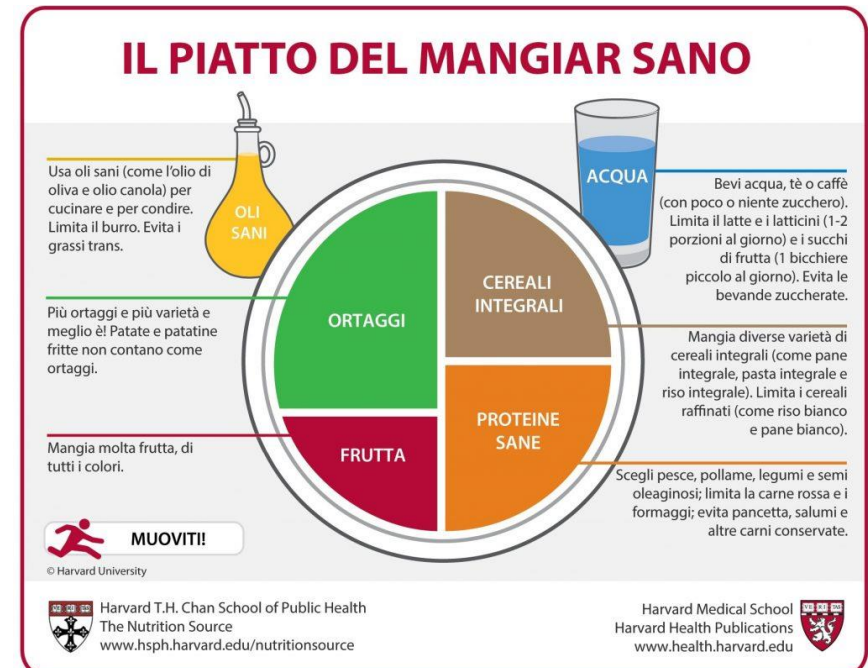 IL PIATTO DEL MANGIAR SANO
Usa oli sani (come l'olio di
oliva e olio canola) per
cucinare e per condire.
Limita il burro. Evita i
grassi trans.
OLI
SANI
ACQUA
Bevi acqua, tè o caffè
(con poco o niente zucchero).
Limita il latte e i latticini (1-2
porzioni al giorno) e i succhi
di frutta (1 bicchiere
piccolo al giorno). Evita le
bevande zuccherate.
Più ortaggi e più varietà e
meglio è! Patate e patatine
fritte non contano come
ortaggi.
ORTAGGI
CEREALI
INTEGRALI
Mangia diverse varietà di
cereali integrali (come pane
integrale, pasta integrale e
riso integrale). Limita i cereali
raffinati (come riso bianco
e pane bianco).
Mangia molta frutta, di
tutti i colori.
FRUTTA
PROTEINE
SANE
Scegli pesce, pollame, legumi e semi
oleaginosi; limita la carne rossa e i
formaggi; evita pancetta, salumi e
altre carni conservate.
MUOVITI!
© Harvard University
Harvard T.H. Chan School of Public Health
The Nutrition Source
www.hsph.harvard.edu/nutritionsource
Harvard Medical School
Harvard Health Publications
www.health.harvard.edu